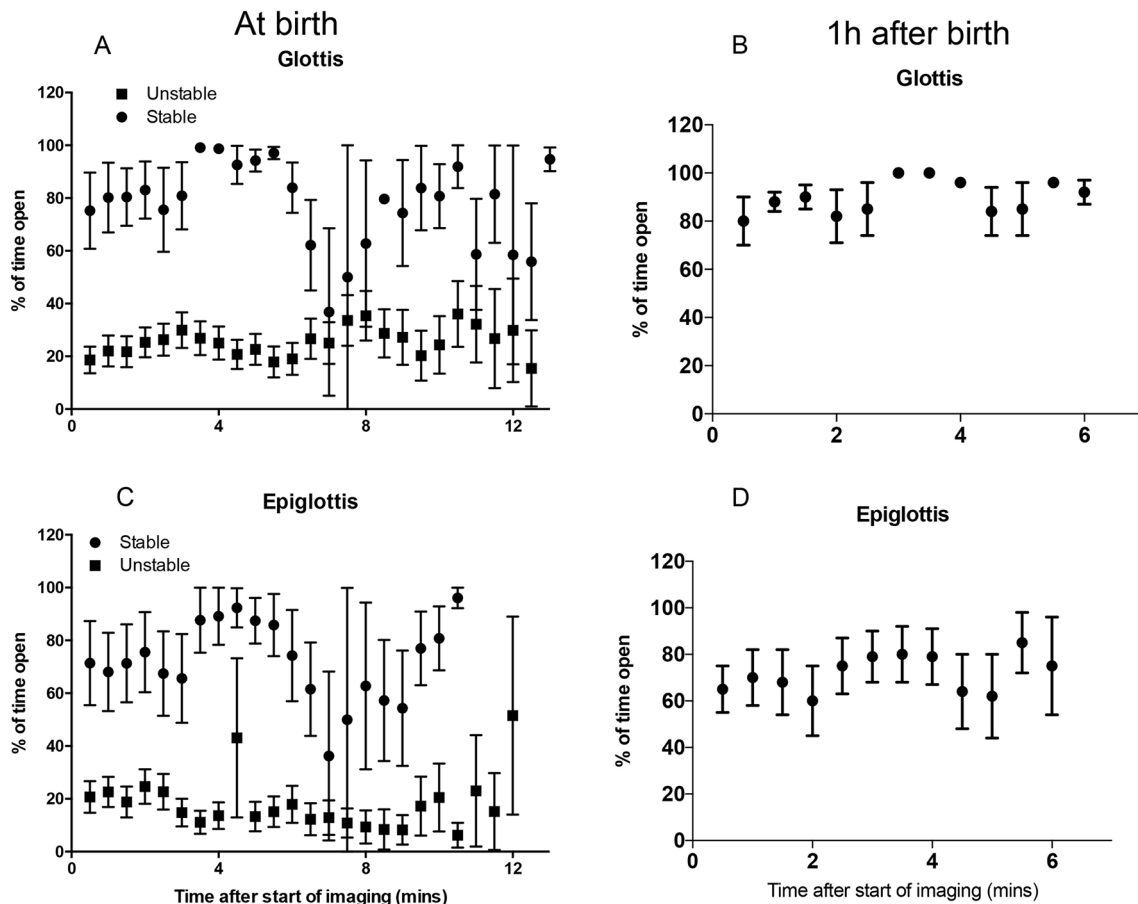 At birth
A
Glottis
Unstable
Stable
120
100
80
60
40
20
0
0 4 8 12
% of time open
1h after birth
B
Glottis
120
100
80
60
40
20
0
0 2 4 6
% of time open
C
Epiglottis
Stable
Unstable
120
100
80
60
40
20
0
0 4 8 12
% of time open
Time after start of imaging (mins)
D
Epiglottis
120
100
80
60
40
20
0
0 2 4 6
% of time open
Time after start of imaging (mins)